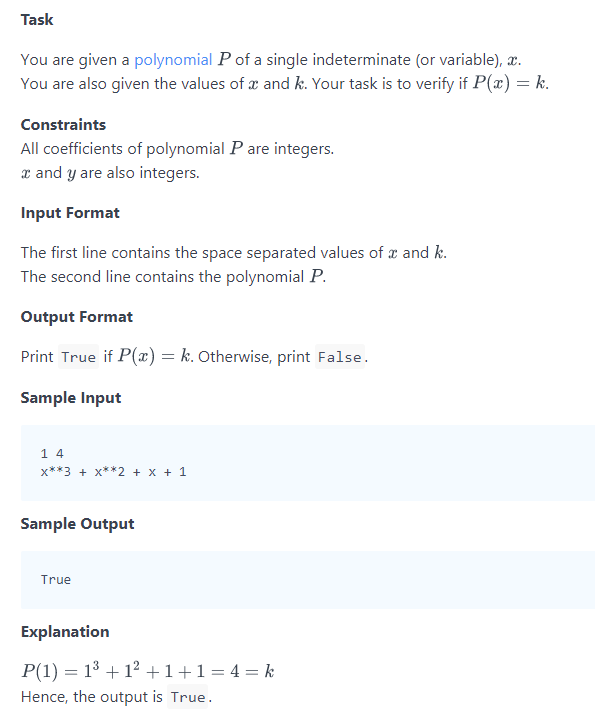 Task
You are given a polynomial P of a single indeterminate (or variable), x.
You are also given the values of x and k. Your task is to verify if P(x) = k.
Constraints
All coefficients of polynomial P are integers.
x and y are also integers.
Input Format
The first line contains the space separated values of x and k.
The second line contains the polynomial P.
Output Format
Print True if P(x) = k. Otherwise, print False.
Sample Input
1 4
x**3 + x**2 + x + 1
Sample Output
True
Explanation
P(1) = 1³ + 1² + 1 + 1 = 4 = k
Hence, the output is True.